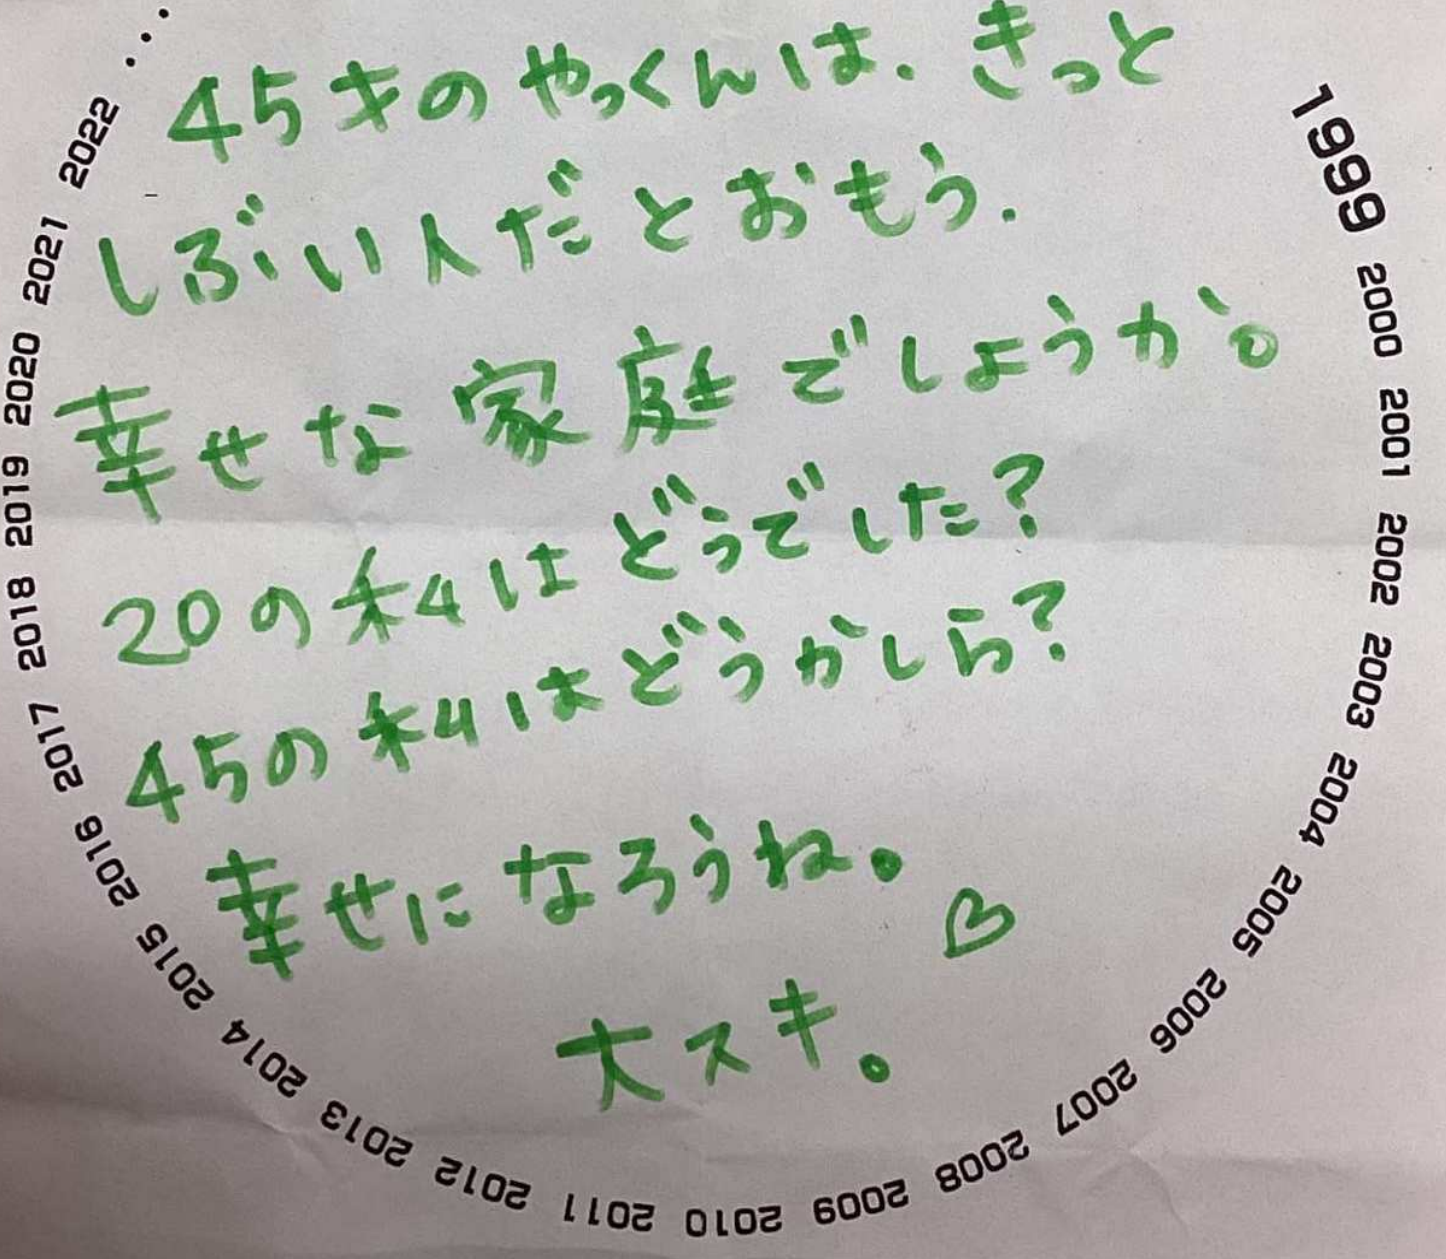 45才のやっくんは、きっと
しぶい人だとおもう.
幸せな家庭でしょうか。
20の私はどうでした?
45の私はどうかしら?
幸せになろうね。
♡
大スキ。
1999 2000 2001 2002 2003 2004 2005 2006 2007 2008 2009 2010 2011 2012 2013 2014 2015 2016 2017 2018 2019 2020 2021 2022 ...